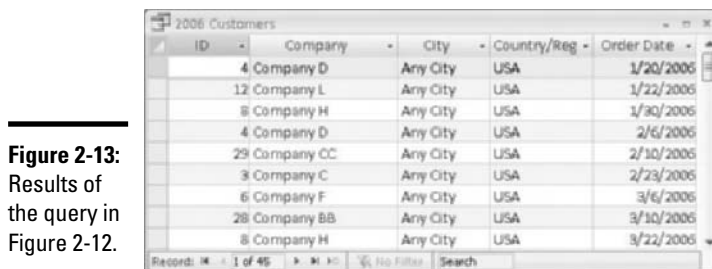 Figure 2-13:
Results of
the query in
Figure 2-12.
2006 Customers
ID Company City Country/Reg Order Date
4 Company D Any City USA 1/20/2006
12 Company L Any City USA 1/22/2006
8 Company H Any City USA 1/30/2006
4 Company D Any City USA 2/6/2006
29 Company CC Any City USA 2/10/2006
3 Company C Any City USA 2/23/2006
6 Company F Any City USA 3/6/2006
28 Company BB Any City USA 3/10/2006
8 Company H Any City USA 3/22/2006
Record: 1 of 45 No Filter Search